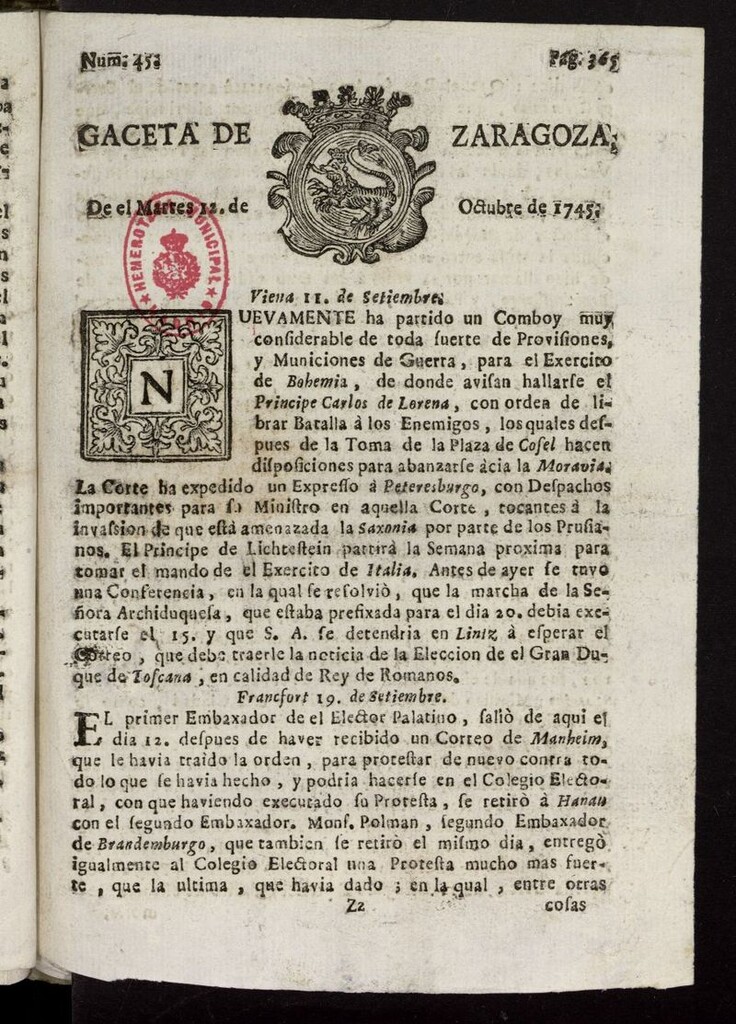 Num. 45. Pag. 365
GACETA DE ZARAGOZA,
De el Martes 12. de Octubre de 1745.
HEMEROTECA MUNICIPAL
Viena 11. de Setiembre.
NUEVAMENTE ha partido un Comboy muy
considerable de toda suerte de Provisiones,
y Municiones de Guerra, para el Exercito
de Bohemia, de donde avisan hallarse el
Principe Carlos de Lorena, con orden de li-
brar Batalla à los Enemigos, los quales des-
pues de la Toma de la Plaza de Cosel hacen
disposiciones para abanzarse ácia la Moravia.
La Corte ha expedido un Expresso à Peteresburgo, con Despachos
importantes para su Ministro en aquella Corte, tocantes à la
invassion de que està amenazada la Saxonia por parte de los Prusia-
nos. El Principe de Lichtestein partirà la Semana proxima para
tomar el mando de el Exercito de Italia. Antes de ayer se tuvo
una Conferencia, en la qual se resolviò, que la marcha de la Se-
ñora Archiduquesa, que estaba prefixada para el dia 20. debia exe-
cutarse el 15. y que S. A. se detendria en Lintz à esperar el
Correo, que debe traerle la noticia de la Eleccion de el Gran Du-
que de Toscana, en calidad de Rey de Romanos.
Francfort 19. de Setiembre.
EL primer Embaxador de el Elector Palatino, saliò de aqui el
dia 12. despues de haver recibido un Correo de Manheim,
que le havia traìdo la orden, para protestar de nuevo contra to-
do lo que se havia hecho, y podria hacerse en el Colegio Electo-
ral, con que haviendo executado su Protesta, se retirò à Hanau
con el segundo Embaxador. Mons. Polman, segundo Embaxador
de Brandemburgo, que tambien se retirò el mismo dia, entregò
igualmente al Colegio Electoral una Protesta mucho mas fuer-
te, que la ultima, que havia dado; en la qual, entre otras
Zz cosas